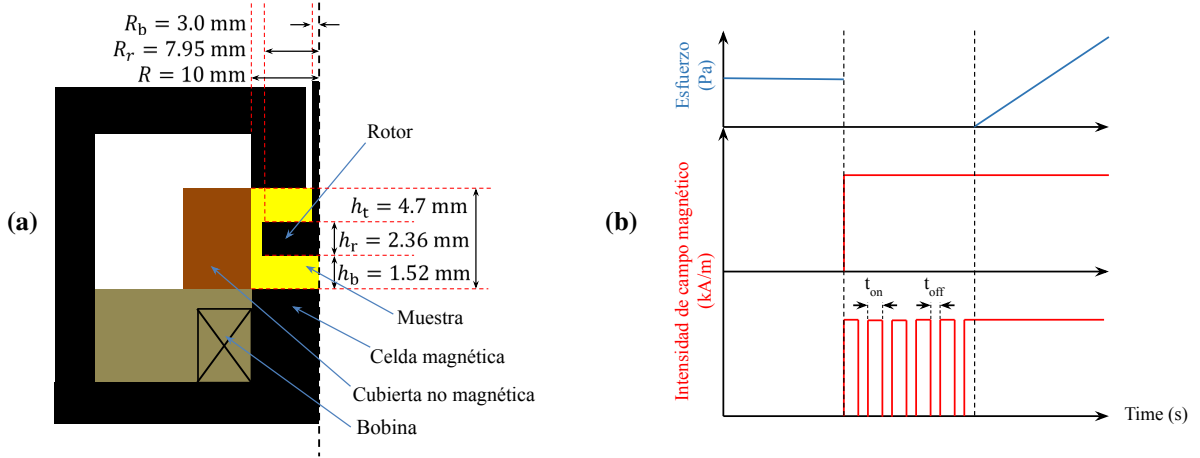 (a)
R_b = 3.0 mm
R_r = 7.95 mm
R = 10 mm
Rotor
h_t = 4.7 mm
h_r = 2.36 mm
h_b = 1.52 mm
Muestra
Celda magnética
Cubierta no magnética
Bobina
(b)
Esfuerzo
(Pa)
Intensidad de campo magnético
(kA/m)
t_on
t_off
Time (s)